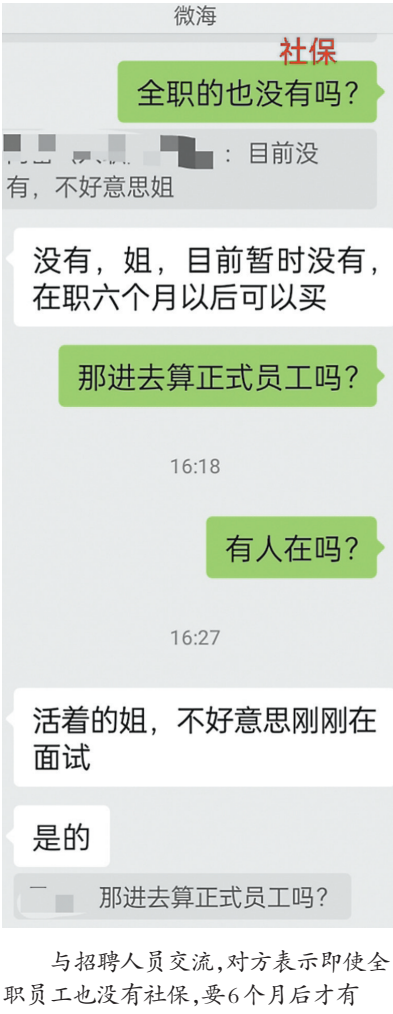 微海
社保
全职的也没有吗?
：目前没
有，不好意思姐
没有，姐，目前暂时没有，
在职六个月以后可以买
那进去算正式员工吗?
16:18
有人在吗?
16:27
活着的姐，不好意思刚刚在
面试
是的
那进去算正式员工吗?
与招聘人员交流,对方表示即使全
职员工也没有社保,要6个月后才有